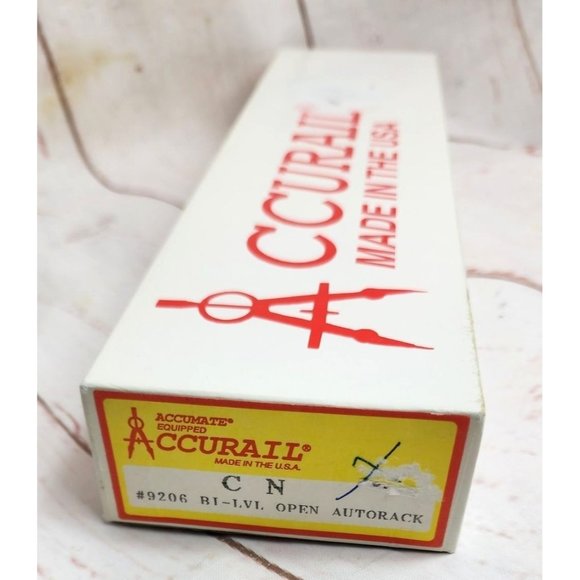 ACCURAIL®
MADE IN THE USA
ACCUMATE®
EQUIPPED
ACCURAIL®
MADE IN THE U.S.A.
C N
#9206 BI-LVL OPEN AUTORACK